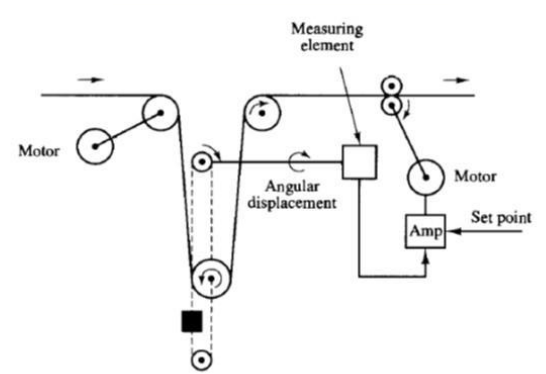 Measuring
element
Motor
Angular
displacement
Motor
Set point
Amp